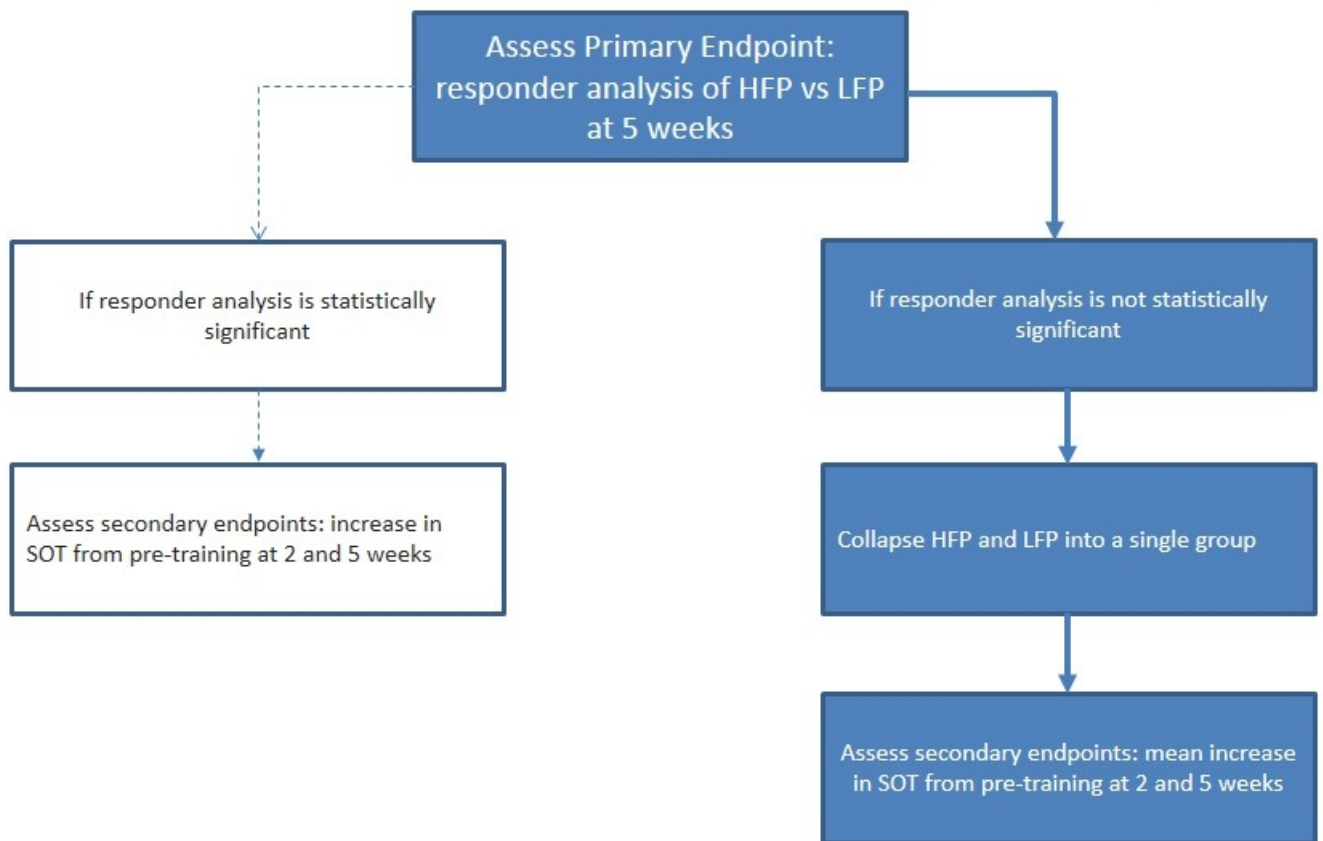 Assess Primary Endpoint:
responder analysis of HFP vs LFP
at 5 weeks
If responder analysis is statistically
significant
If responder analysis is not statistically
significant
Assess secondary endpoints: increase in
SOT from pre-training at 2 and 5 weeks
Collapse HFP and LFP into a single group
Assess secondary endpoints: mean increase
in SOT from pre-training at 2 and 5 weeks